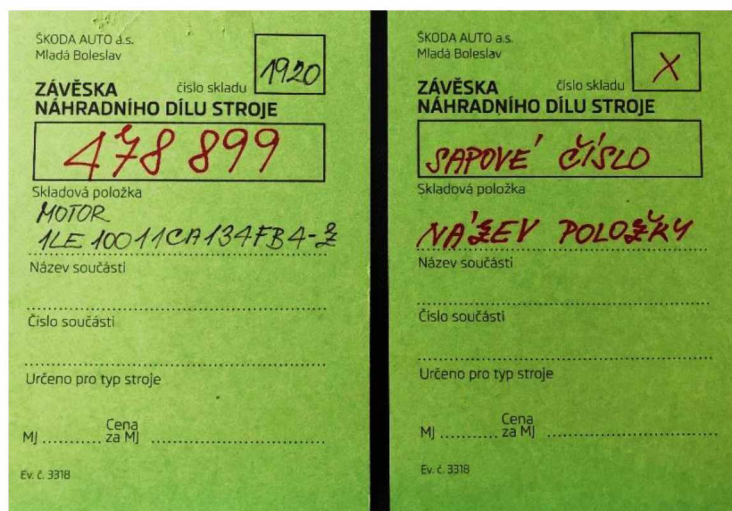 ŠKODA AUTO a.s.
Mladá Boleslav
1920
ZÁVĚSKA číslo skladu
NÁHRADNÍHO DÍLU STROJE
478 899
Skladová položka
MOTOR
1LE 10011CA134FB4-Z
Název součásti
Číslo součásti
Určeno pro typ stroje
MJ Cena za MJ
Ev. č. 3318
ŠKODA AUTO a.s.
Mladá Boleslav
X
ZÁVĚSKA číslo skladu
NÁHRADNÍHO DÍLU STROJE
SAPOVÉ ČÍSLO
Skladová položka
NÁZEV POLOŽKY
Název součásti
Číslo součásti
Určeno pro typ stroje
MJ Cena za MJ
Ev. č. 3318